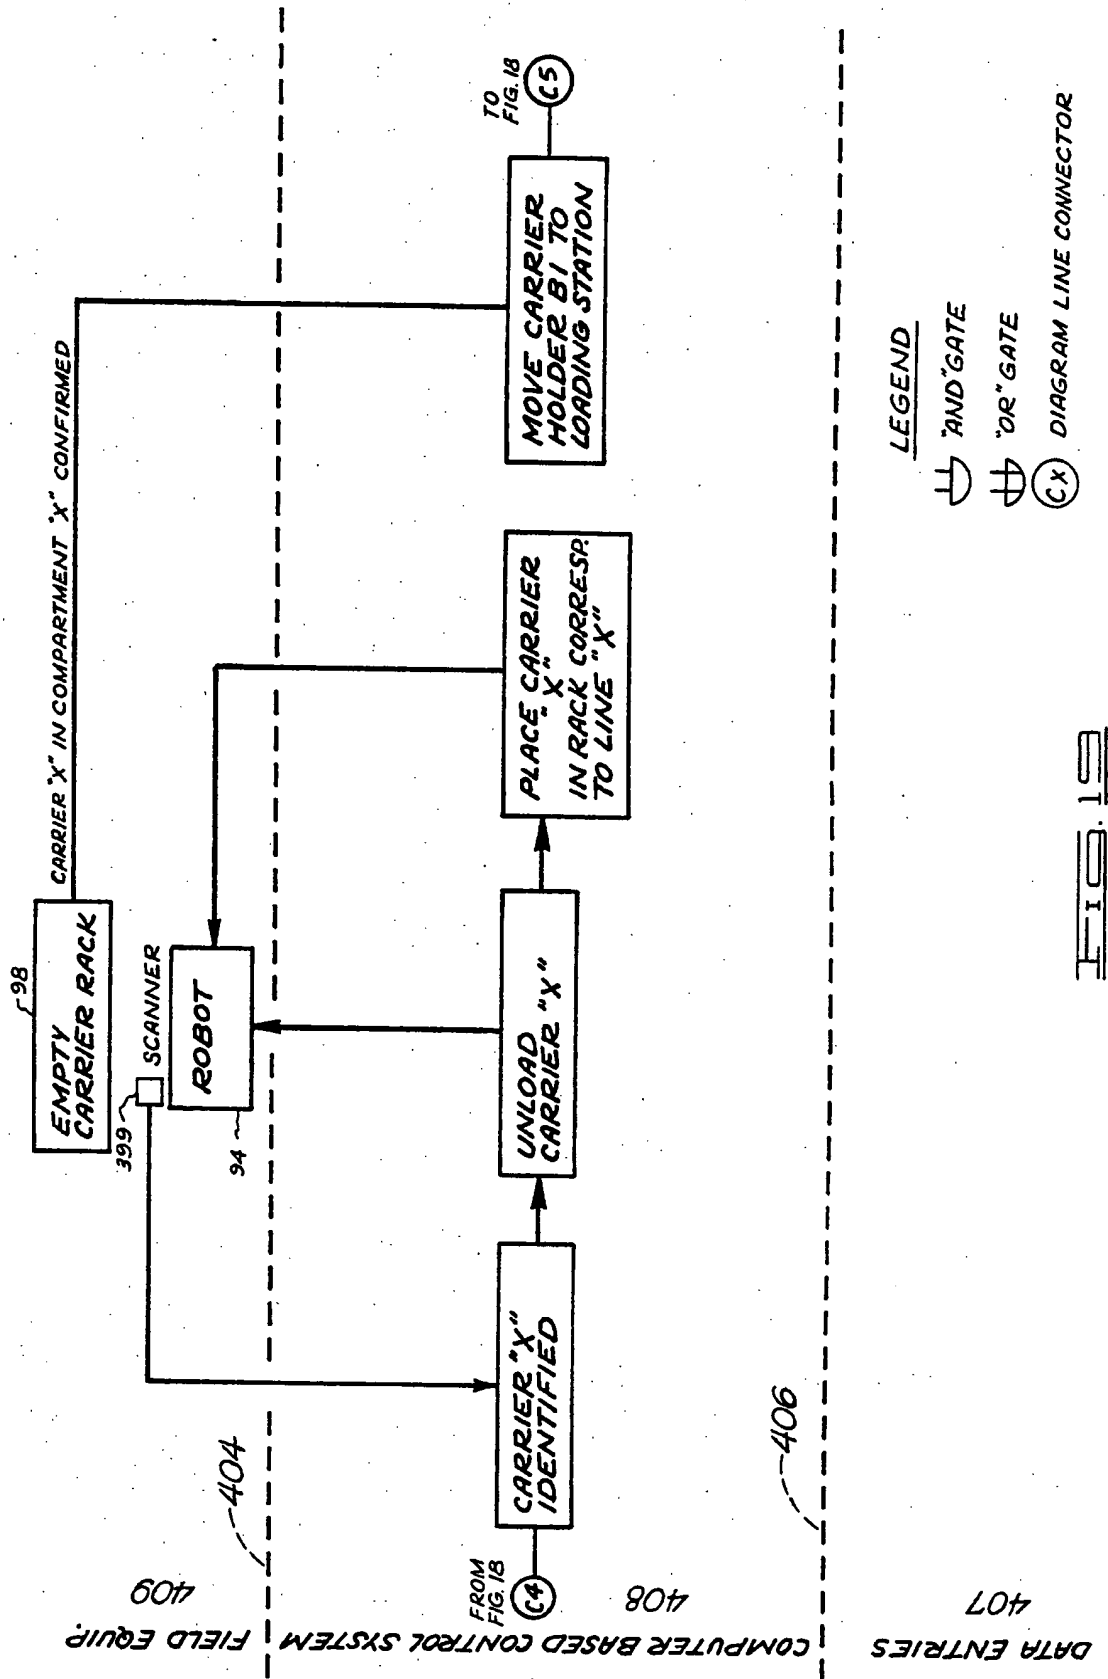 98
EMPTY
CARRIER RACK
CARRIER "X" IN COMPARTMENT "X" CONFIRMED
399
SCANNER
ROBOT
94
404
FIELD EQUIP.
409
FROM
FIG. 18
C4
CARRIER "X"
IDENTIFIED
UNLOAD
CARRIER "X"
PLACE CARRIER
"X"
IN RACK CORRESP.
TO LINE "X"
MOVE CARRIER
HOLDER B1 TO
LOADING STATION
TO
FIG. 18
C5
COMPUTER BASED CONTROL SYSTEM
408
406
DATA ENTRIES
407
LEGEND
"AND" GATE
"OR" GATE
CX DIAGRAM LINE CONNECTOR
FIG. 19